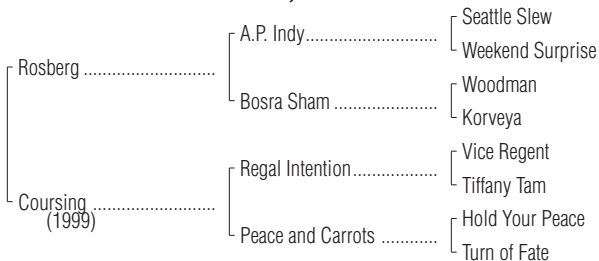 Seattle Slew
A.P. Indy..............................
Weekend Surprise
Rosberg ..............................
Woodman
Bosra Sham ........................
Korveya
Vice Regent
Regal Intention....................
Tiffany Tam
Coursing ............................
(1999)
Hold Your Peace
Peace and Carrots .............
Turn of Fate